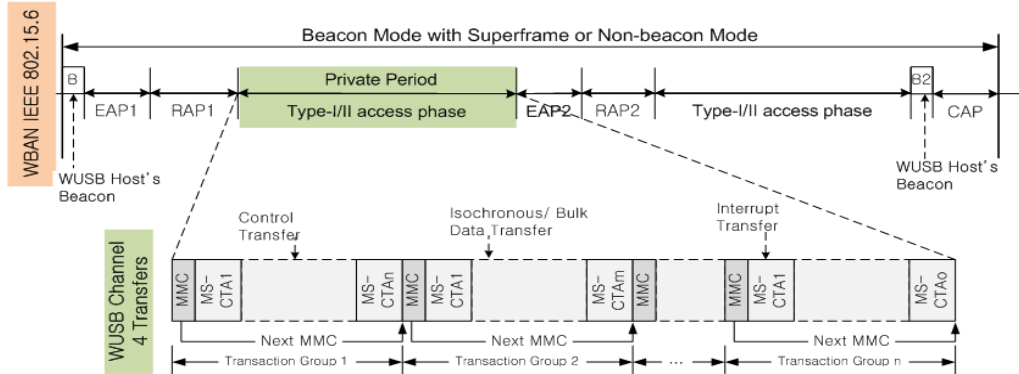 WBAN IEEE 802.15.6
Beacon Mode with Superframe or Non-beacon Mode
B
EAP1
RAP1
Private Period
Type-I/II access phase
EAP2
RAP2
Type-I/II access phase
B2
CAP
WUSB Host's
Beacon
WUSB Host's
Beacon
WUSB Channel
4 Transfers
Control
Transfer
Isochronous/ Bulk
Data Transfer
Interrupt
Transfer
MMC
MS-
CTA1
MS-
CTAn
MMC
MS-
CTA1
MS-
CTAm
MMC
MMC
MS-
CTA1
MS-
CTAo
Next MMC
Next MMC
Next MMC
Transaction Group 1
Transaction Group 2
...
Transaction Group n